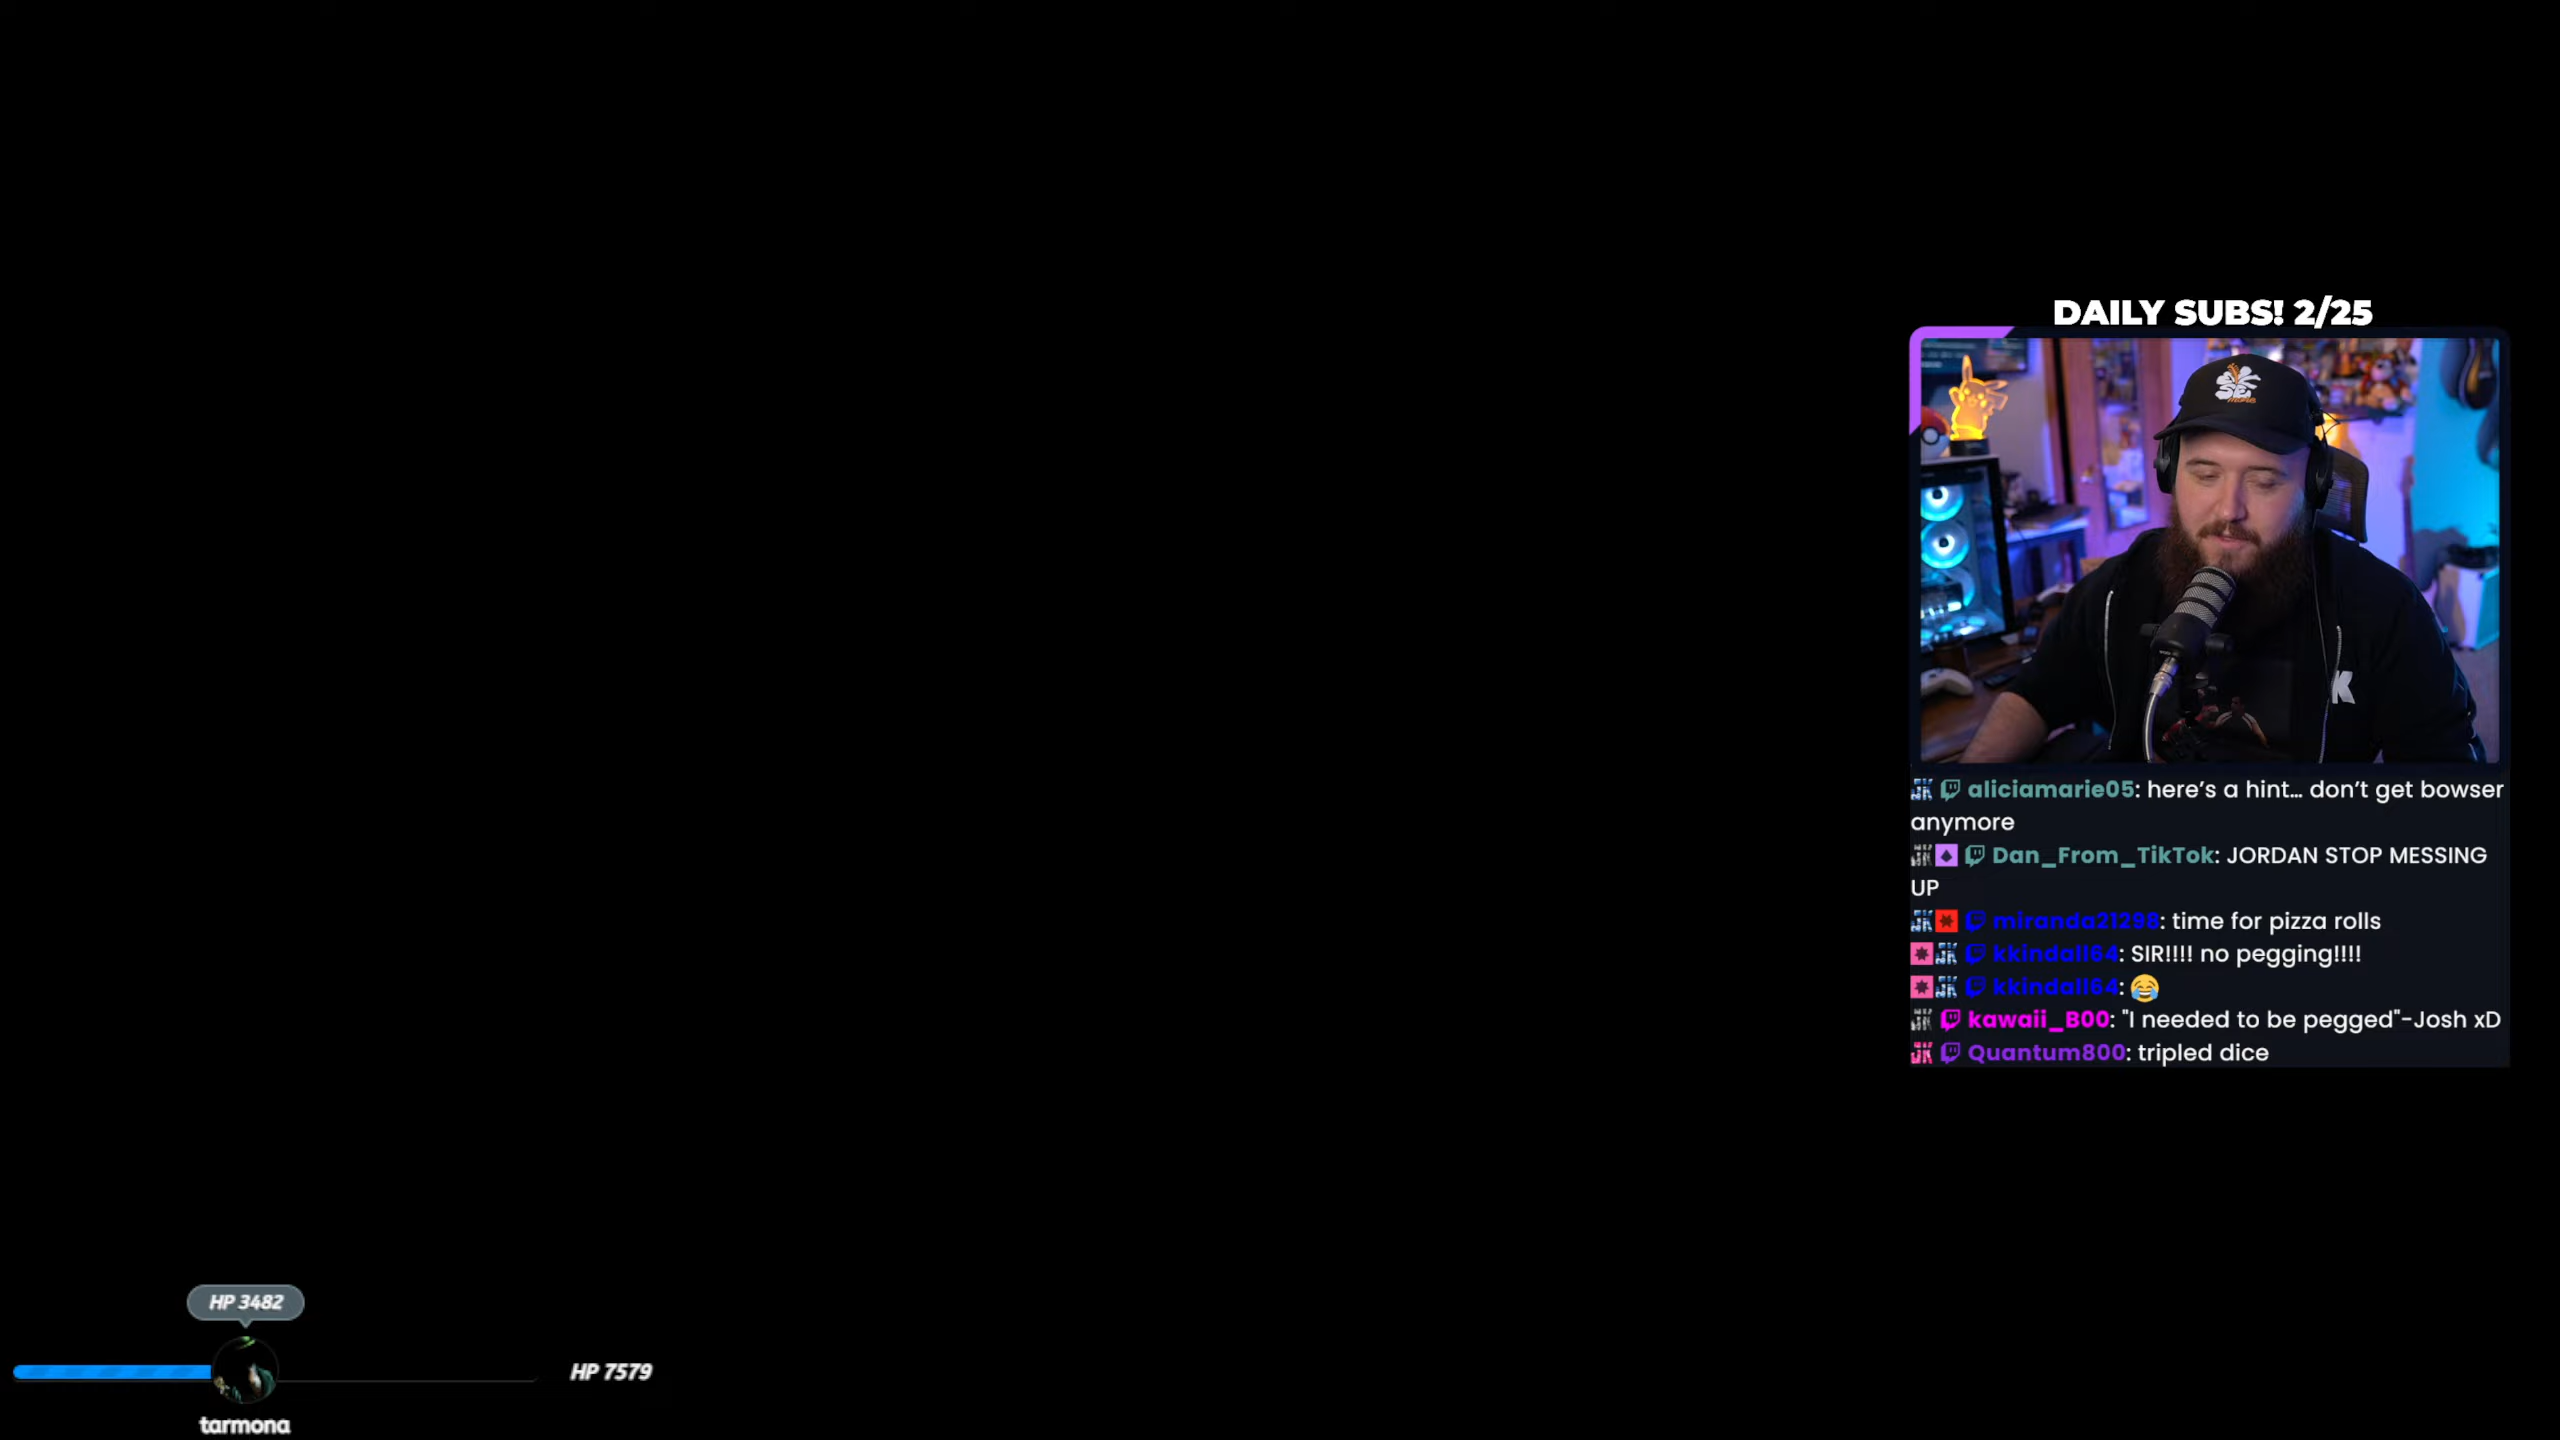 DAILY SUBS! 2/25
K
aliciamarie05: here’s a hint... don’t get bowser
anymore
Dan_From_TikTok: JORDAN STOP MESSING
UP
miranda21298: time for pizza rolls
kkindall64: SIR!!!! no pegging!!!!
kkindall64: 😂
kawaii_B00: "I needed to be pegged"-Josh xD
Quantum800: tripled dice
HP 3482
HP 7579
tarmona